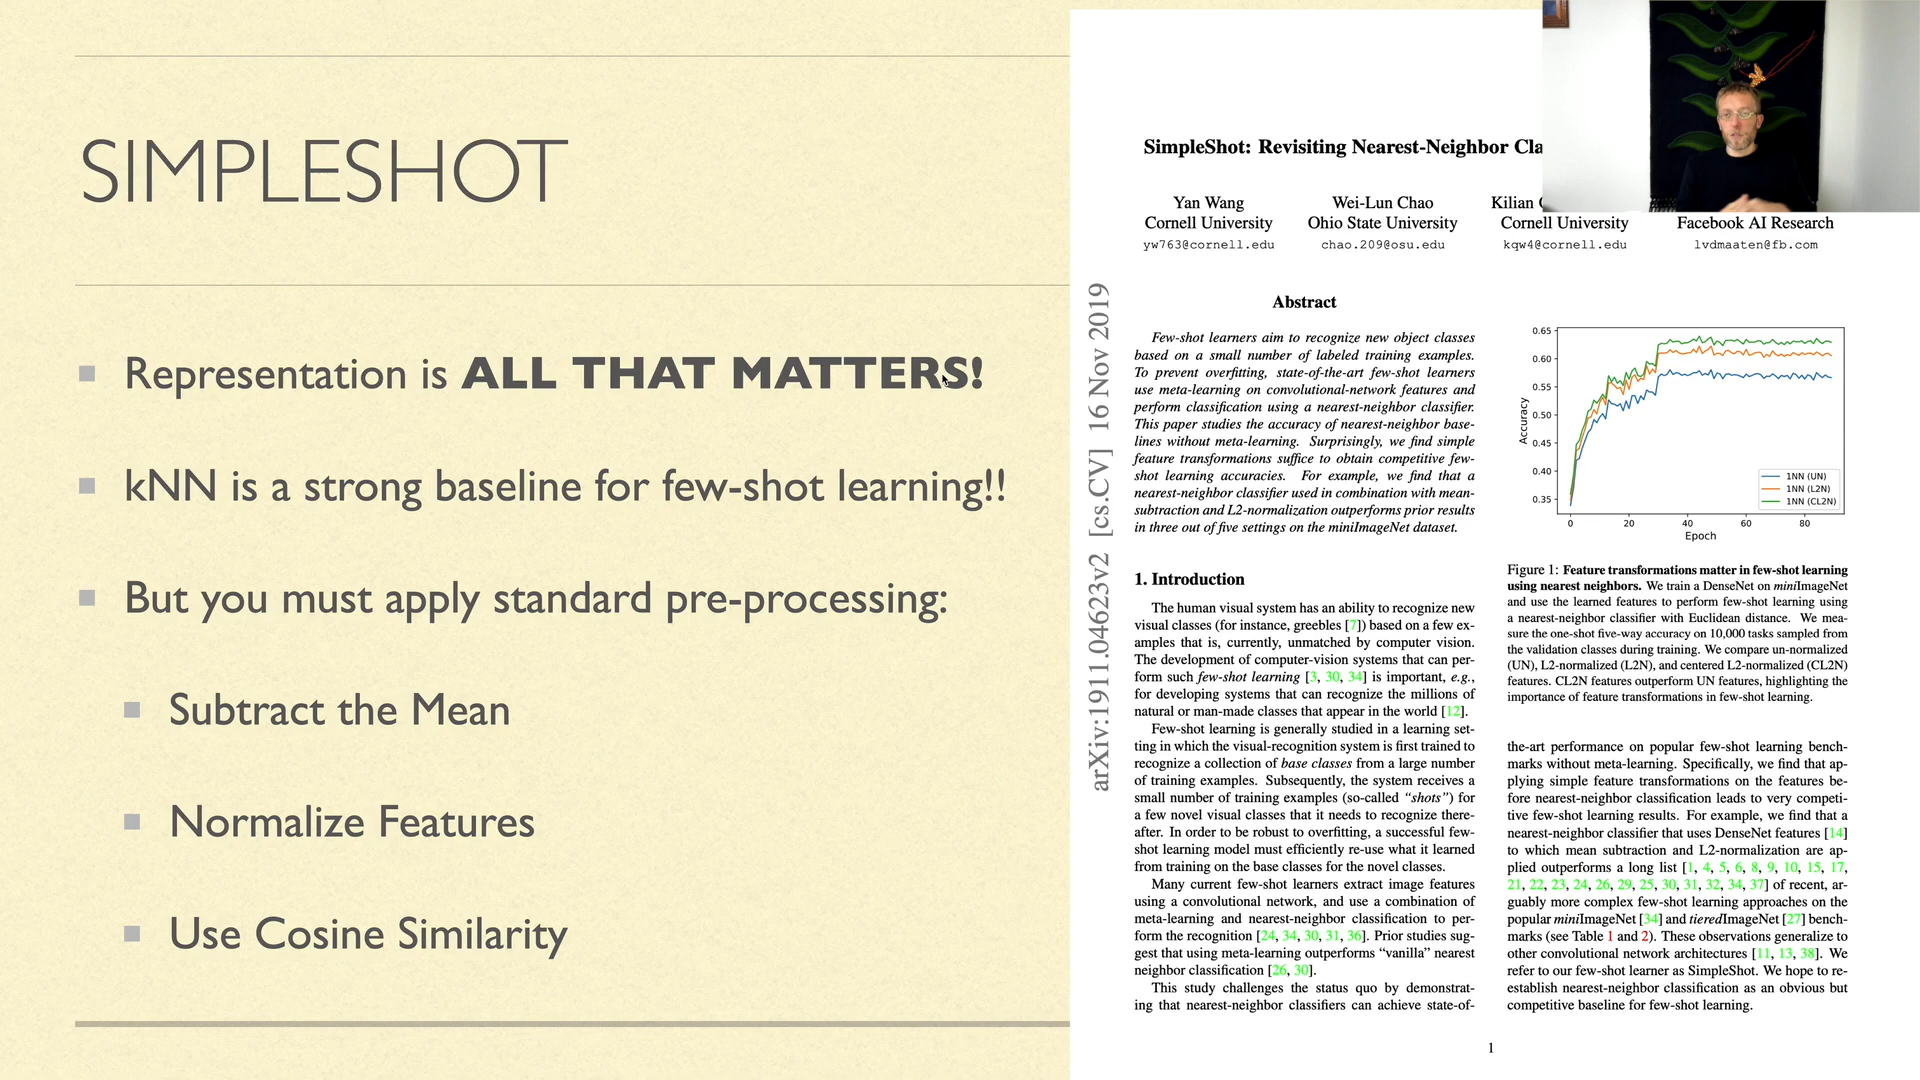 SIMPLESHOT
Representation is ALL THAT MATTERS!
kNN is a strong baseline for few-shot learning!!
But you must apply standard pre-processing:
Subtract the Mean
Normalize Features
Use Cosine Similarity
SimpleShot: Revisiting Nearest-Neighbor
Yan Wang
Cornell University
yw763@cornell.edu
Wei-Lun Chao
Ohio State University
chao.209@osu.edu
Kilian
Cornell University
kqw4@cornell.edu
Facebook AI Research
lvdmaaten@fb.com
arXiv:1911.04623v2 [cs.CV] 16 Nov 2019
Abstract
Few-shot learners aim to recognize new object classes
based on a small number of labeled training examples.
To prevent overfitting, state-of-the-art few-shot learners
use meta-learning on convolutional-network features and
perform classification using a nearest-neighbor classifier.
This paper studies the accuracy of nearest-neighbor base-
lines without meta-learning. Surprisingly, we find simple
feature transformations suffice to obtain competitive few-
shot learning accuracies. For example, we find that a
nearest-neighbor classifier used in combination with mean-
subtraction and L2-normalization outperforms prior results
in three out of five settings on the miniImageNet dataset.
1. Introduction
The human visual system has an ability to recognize new
visual classes (for instance, greebles [7]) based on a few ex-
amples that is, currently, unmatched by computer vision.
The development of computer-vision systems that can per-
form such few-shot learning [3, 30, 34] is important, e.g.,
for developing systems that can recognize the millions of
natural or man-made classes that appear in the world [12].
Few-shot learning is generally studied in a learning set-
ting in which the visual-recognition system is first trained to
recognize a collection of base classes from a large number
of training examples. Subsequently, the system receives a
small number of training examples (so-called “shots”) for
a few novel visual classes that it needs to recognize there-
after. In order to be robust to overfitting, a successful few-
shot learning model must efficiently re-use what it learned
from training on the base classes for the novel classes.
Many current few-shot learners extract image features
using a convolutional network, and use a combination of
meta-learning and nearest-neighbor classification to per-
form the recognition [24, 34, 30, 31, 36]. Prior studies sug-
gest that using meta-learning outperforms “vanilla” nearest
neighbor classification [26, 30].
This study challenges the status quo by demonstrat-
ing that nearest-neighbor classifiers can achieve state-of-
0.65
0.60
0.55
0.50
0.45
0.40
0.35
Accuracy
0 20 40 60 80
Epoch
1NN (UN)
1NN (L2N)
1NN (CL2N)
Figure 1: Feature transformations matter in few-shot learning
using nearest neighbors. We train a DenseNet on miniImageNet
and use the learned features to perform few-shot learning using
a nearest-neighbor classifier with Euclidean distance. We mea-
sure the one-shot five-way accuracy on 10,000 tasks sampled from
the validation classes during training. We compare un-normalized
(UN), L2-normalized (L2N), and centered L2-normalized (CL2N)
features. CL2N features outperform UN features, highlighting the
importance of feature transformations in few-shot learning.
the-art performance on popular few-shot learning bench-
marks without meta-learning. Specifically, we find that ap-
plying simple feature transformations on the features be-
fore nearest-neighbor classification leads to very competi-
tive few-shot learning results. For example, we find that a
nearest-neighbor classifier that uses DenseNet features [14]
to which mean subtraction and L2-normalization are ap-
plied outperforms a long list [1, 4, 5, 6, 8, 9, 10, 15, 17,
21, 22, 23, 24, 26, 29, 25, 30, 31, 32, 34, 37] of recent, ar-
guably more complex few-shot learning approaches on the
popular miniImageNet [34] and tieredImageNet [27] bench-
marks (see Table 1 and 2). These observations generalize to
other convolutional network architectures [11, 13, 38]. We
refer to our few-shot learner as SimpleShot. We hope to re-
establish nearest-neighbor classification as an obvious but
competitive baseline for few-shot learning.
1